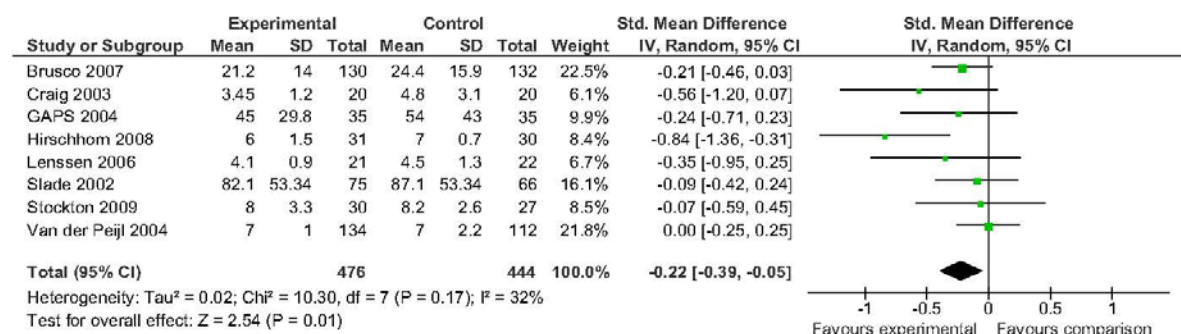 Experimental Control Std. Mean Difference Std. Mean Difference
Study or Subgroup Mean SD Total Mean SD Total Weight IV, Random, 95% CI IV, Random, 95% CI
Brusco 2007 21.2 14 130 24.4 15.9 132 22.5% -0.21 [-0.46, 0.03]
Craig 2003 3.45 1.2 20 4.8 3.1 20 6.1% -0.56 [-1.20, 0.07]
GAPS 2004 45 29.8 35 54 43 35 9.9% -0.24 [-0.71, 0.23]
Hirschhom 2008 6 1.5 31 7 0.7 30 8.4% -0.84 [-1.36, -0.31]
Lenssen 2006 4.1 0.9 21 4.5 1.3 22 6.7% -0.35 [-0.95, 0.25]
Slade 2002 82.1 53.34 75 87.1 53.34 66 16.1% -0.09 [-0.42, 0.24]
Stockton 2009 8 3.3 30 8.2 2.6 27 8.5% -0.07 [-0.59, 0.45]
Van der Peijl 2004 7 1 134 7 2.2 112 21.8% 0.00 [-0.25, 0.25]
Total (95% CI) 476 444 100.0% -0.22 [-0.39, -0.05]
Heterogeneity: Tau² = 0.02; Chi² = 10.30, df = 7 (P = 0.17); I² = 32%
Test for overall effect: Z = 2.54 (P = 0.01)
-1 -0.5 0 0.5 1
Favours experimental Favours comparison